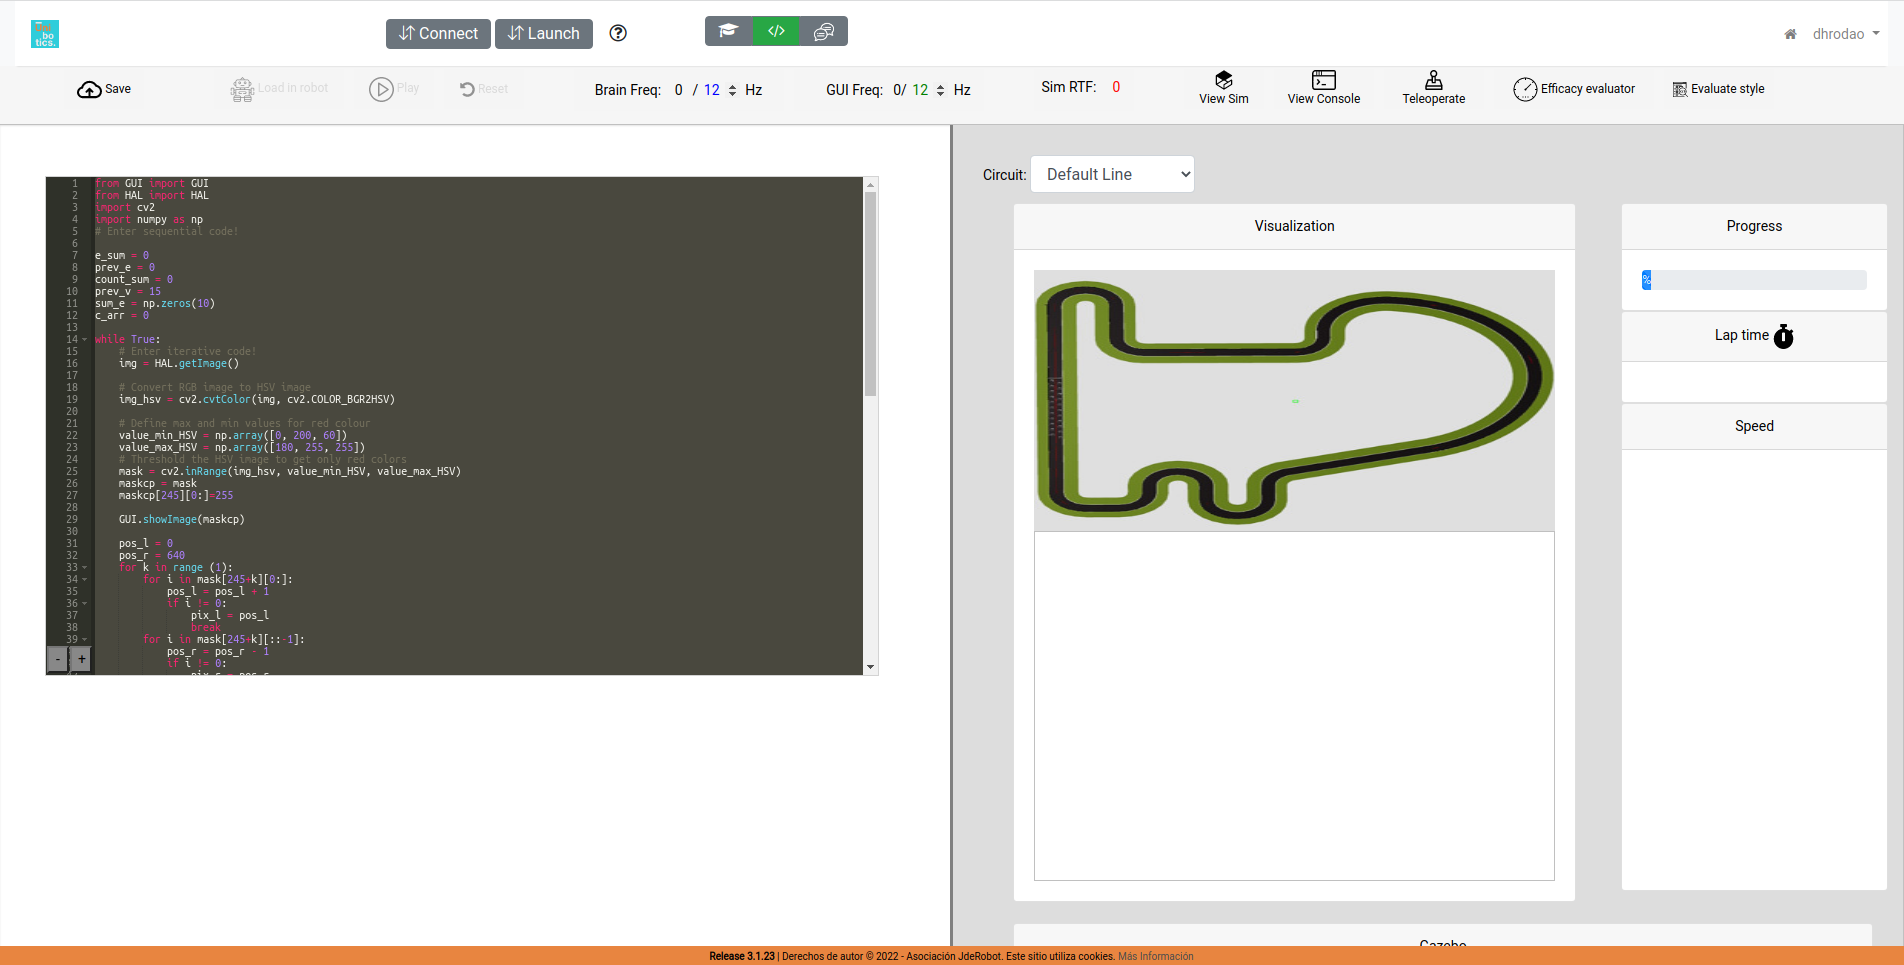 bo
tics.
Connect
Launch
dhrodao
Save
Load in robot
Play
Reset
Brain Freq: 0 / 12 Hz
GUI Freq: 0/ 12 Hz
Sim RTF: 0
View Sim
View Console
Teleoperate
Efficacy evaluator
Evaluate style
1 from GUI import GUI
2 from HAL import HAL
3 import cv2
4 import numpy as np
5 # Enter sequential code!
6
7 e_sum = 0
8 prev_e = 0
9 count_sum = 0
10 prev_v = 15
11 sum_e = np.zeros(10)
12 c_arr = 0
13
14 while True:
15 # Enter iterative code!
16 img = HAL.getImage()
17
18 # Convert RGB image to HSV image
19 img_hsv = cv2.cvtColor(img, cv2.COLOR_BGR2HSV)
20
21 # Define max and min values for red colour
22 value_min_HSV = np.array([0, 200, 60])
23 value_max_HSV = np.array([180, 255, 255])
24 # Threshold the HSV image to get only red colors
25 mask = cv2.inRange(img_hsv, value_min_HSV, value_max_HSV)
26 maskcp = mask
27 maskcp[245][0:]=255
28
29 GUI.showImage(maskcp)
30
31 pos_l = 0
32 pos_r = 640
33 for k in range (1):
34 for i in mask[245+k][0:]:
35 pos_l = pos_l + 1
36 if i != 0:
37 pix_l = pos_l
38 break
39 for i in mask[245+k][::-1]:
pos_r = pos_r - 1
if i != 0:
- +
Circuit: Default Line
Visualization
Progress
%
Lap time
Speed
Gazebo
Release 3.1.23 | Derechos de autor © 2022 - Asociación JdeRobot. Este sitio utiliza cookies. Más Información